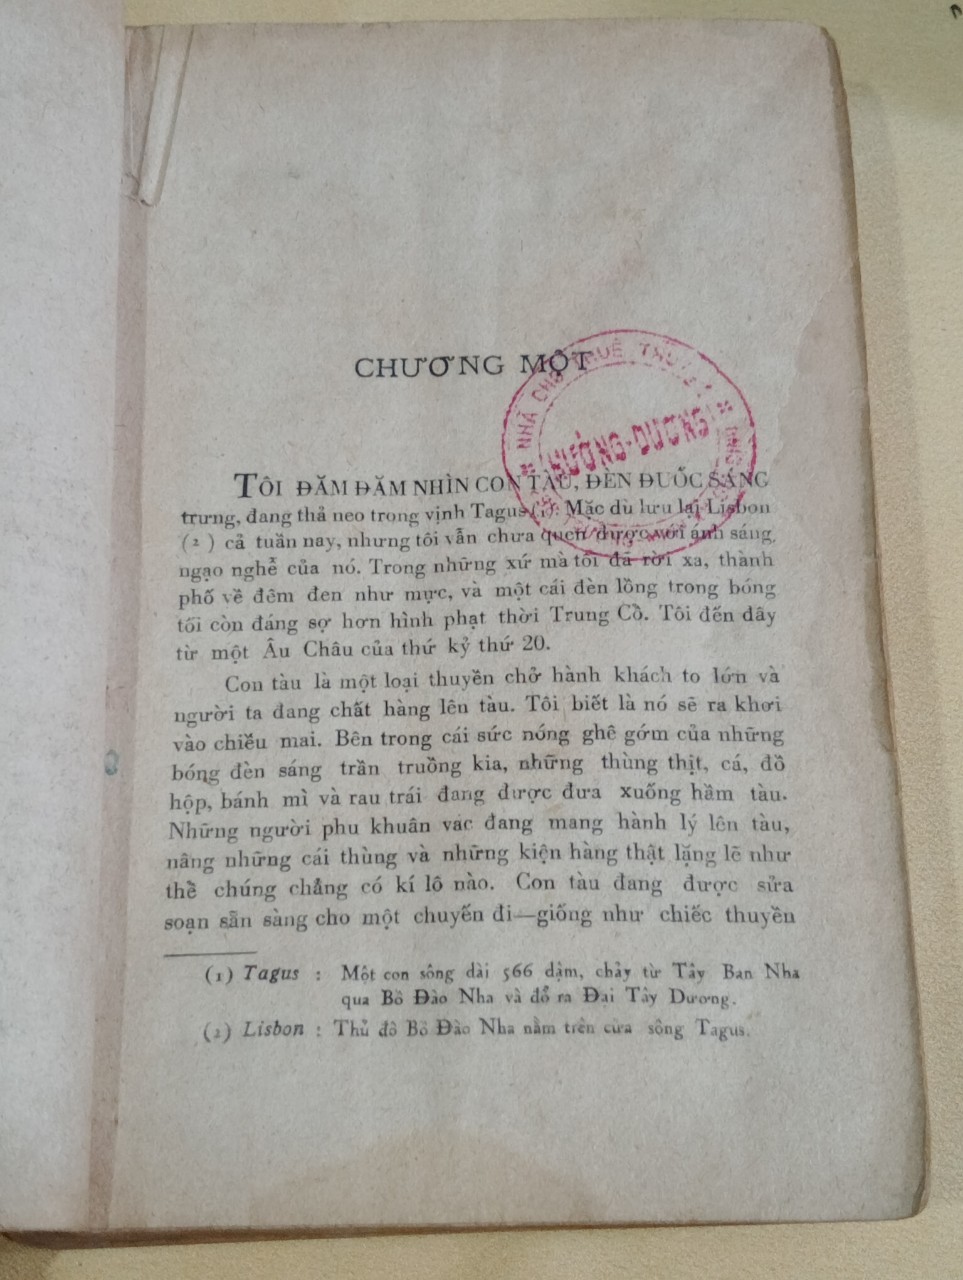 CHƯƠNG MỘT
NHÀ CHO THUÊ
HƯỞNG-DƯƠNG
TÔI ĐĂM ĐĂM NHÌN CON TÀU, ĐÈN ĐUỐC SÁNG
trưng, đang thả neo trong vịnh Tagus (1). Mặc dù lưu lại Lisbon
(2) cả tuần nay, nhưng tôi vẫn chưa quen được với ánh sáng
ngạo nghễ của nó. Trong những xứ mà tôi đã rời xa, thành
phố về đêm đen như mực, và một cái đèn lồng trong bóng
tối còn đáng sợ hơn hình phạt thời Trung Cổ. Tôi đến đây
từ một Âu Châu của thứ kỷ thứ 20.
Con tàu là một loại thuyền chở hành khách to lớn và
người ta đang chất hàng lên tàu. Tôi biết là nó sẽ ra khơi
vào chiều mai. Bên trong cái sức nóng ghê gớm của những
bóng đèn sáng trần truồng kia, những thùng thịt, cá, đồ
hộp, bánh mì và rau trái đang được đưa xuống hầm tàu.
Những người phu khuân vác đang mang hành lý lên tàu,
nâng những cái thùng và những kiện hàng thật lặng lẽ như
thể chúng chẳng có kí lô nào. Con tàu đang được sửa
soạn sẵn sàng cho một chuyến đi—giống như chiếc thuyền
(1) Tagus : Một con sông dài 566 dặm, chảy từ Tây Ban Nha
qua Bồ Đào Nha và đổ ra Đại Tây Dương.
(2) Lisbon : Thủ đô Bồ Đào Nha nằm trên cửa sông Tagus.